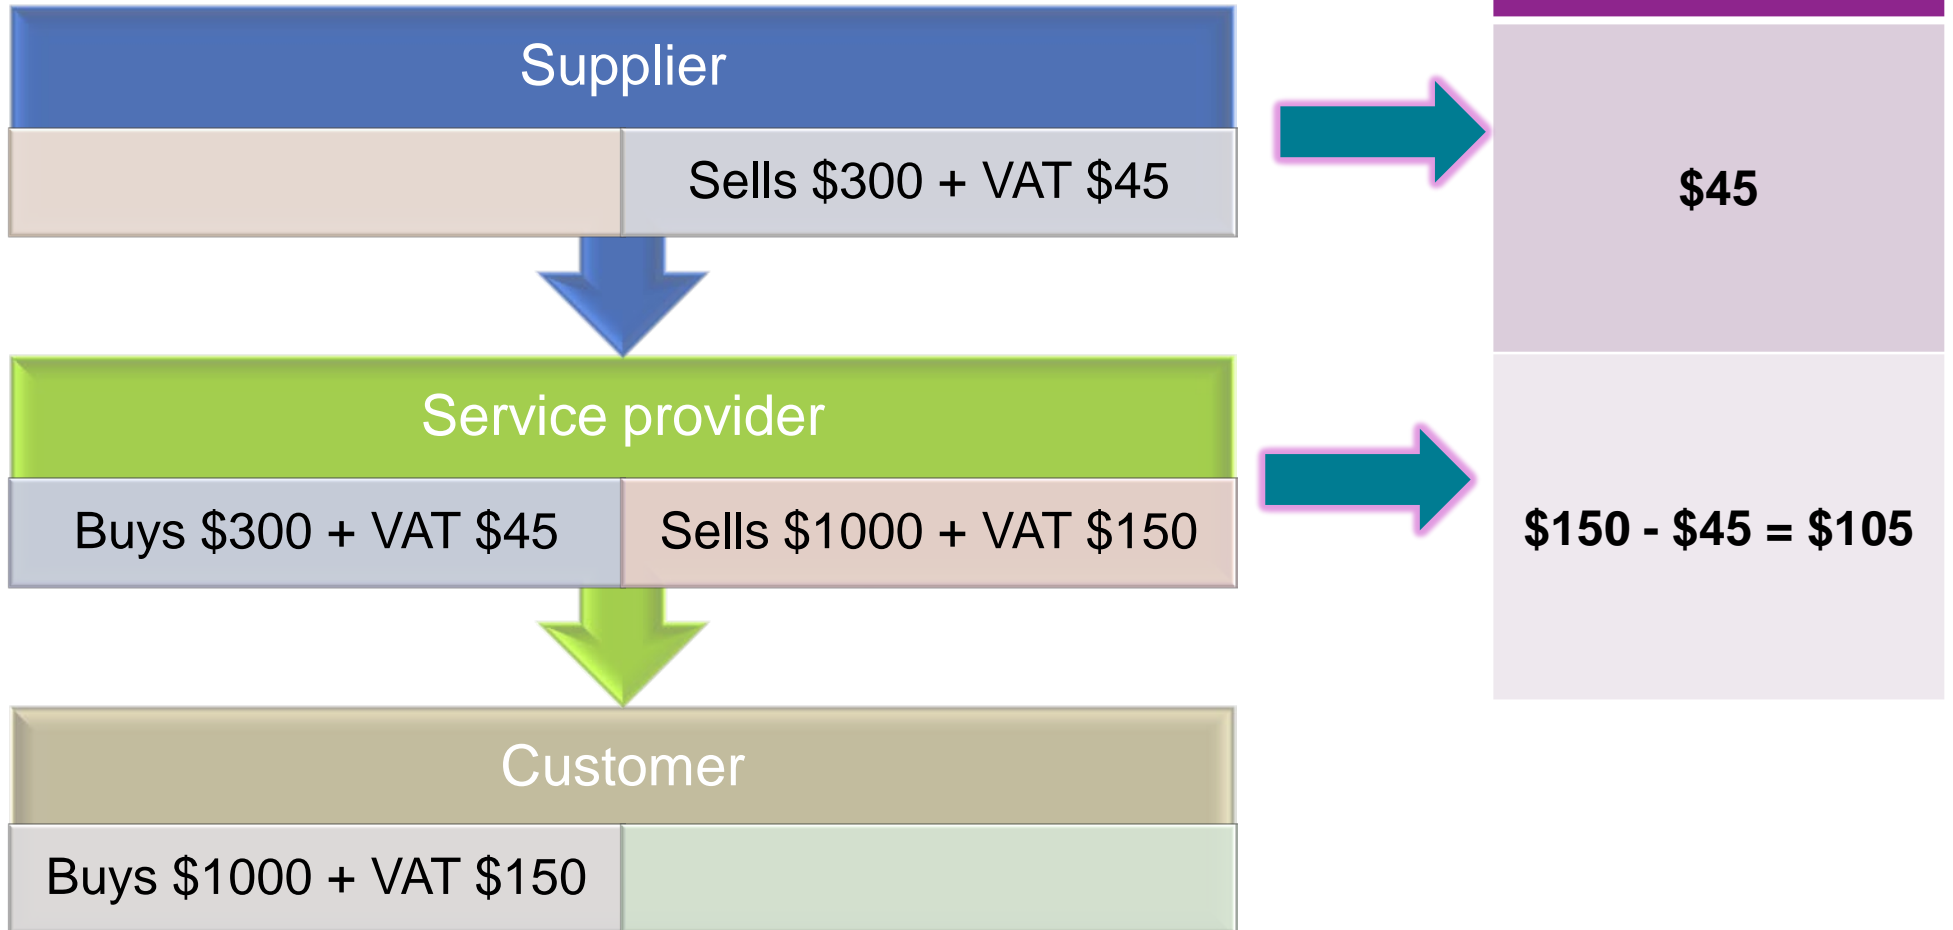 Supplier
Sells $300 + VAT $45
$45
Service provider
Buys $300 + VAT $45
Sells $1000 + VAT $150
$150 - $45 = $105
Customer
Buys $1000 + VAT $150